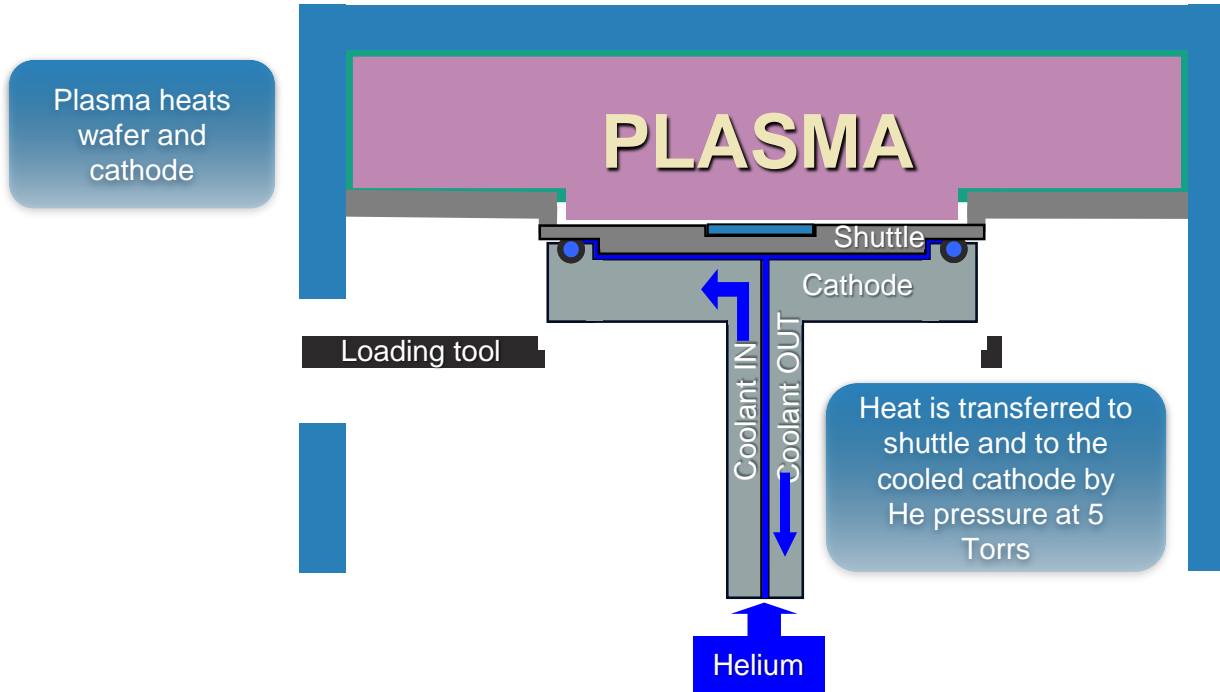 Plasma heats
wafer and
cathode
PLASMA
Shuttle
Cathode
Loading tool
Coolant IN
Coolant OUT
Heat is transferred to
shuttle and to the
cooled cathode by
He pressure at 5
Torrs
Helium